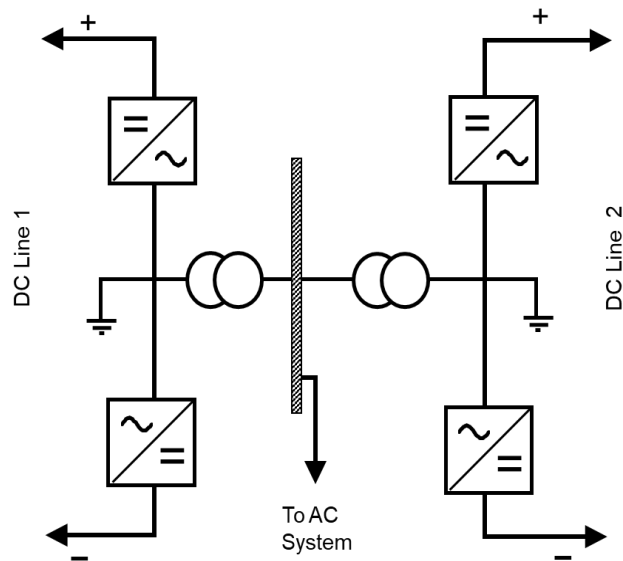 +
+
DC Line 1
DC Line 2
To AC
System
–
–